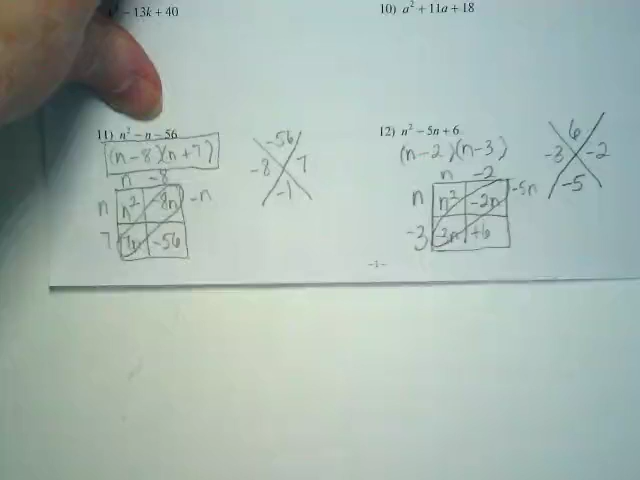 - 13k + 40
10) a² + 11a + 18
11) n² - n - 56
(n-8)(n+7)
n -8
n n² -8n -n
7 7n -56
-56
-8 7
-1
12) n² - 5n + 6
(n-2)(n-3)
n -2
n n² -2n -5n
-3 -3n +6
6
-3 -2
-5
-1-